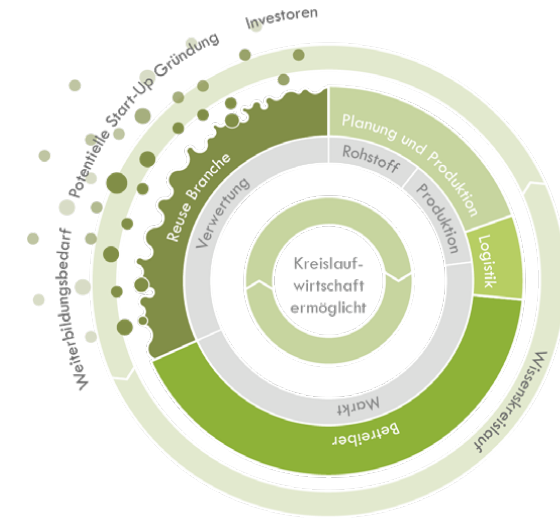 Investoren
Potentielle Start-Up Gründung
Weiterbildungsbedarf
Reuse Branche
Verwertung
Planung und Produktion
Rohstoff
Produktion
Logistik
Kreislauf-
wirtschaft
ermöglicht
Markt
Betreiber
Wissenskreislauf